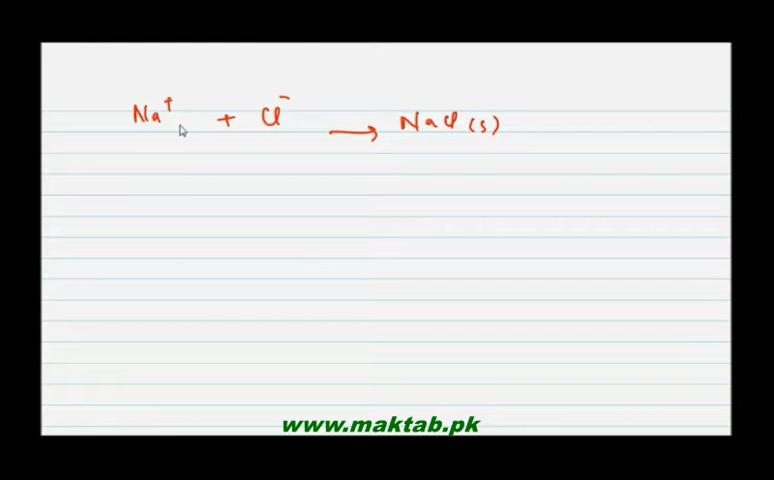 Na⁺ + Cl⁻ → NaCl (s)
www.maktab.pk